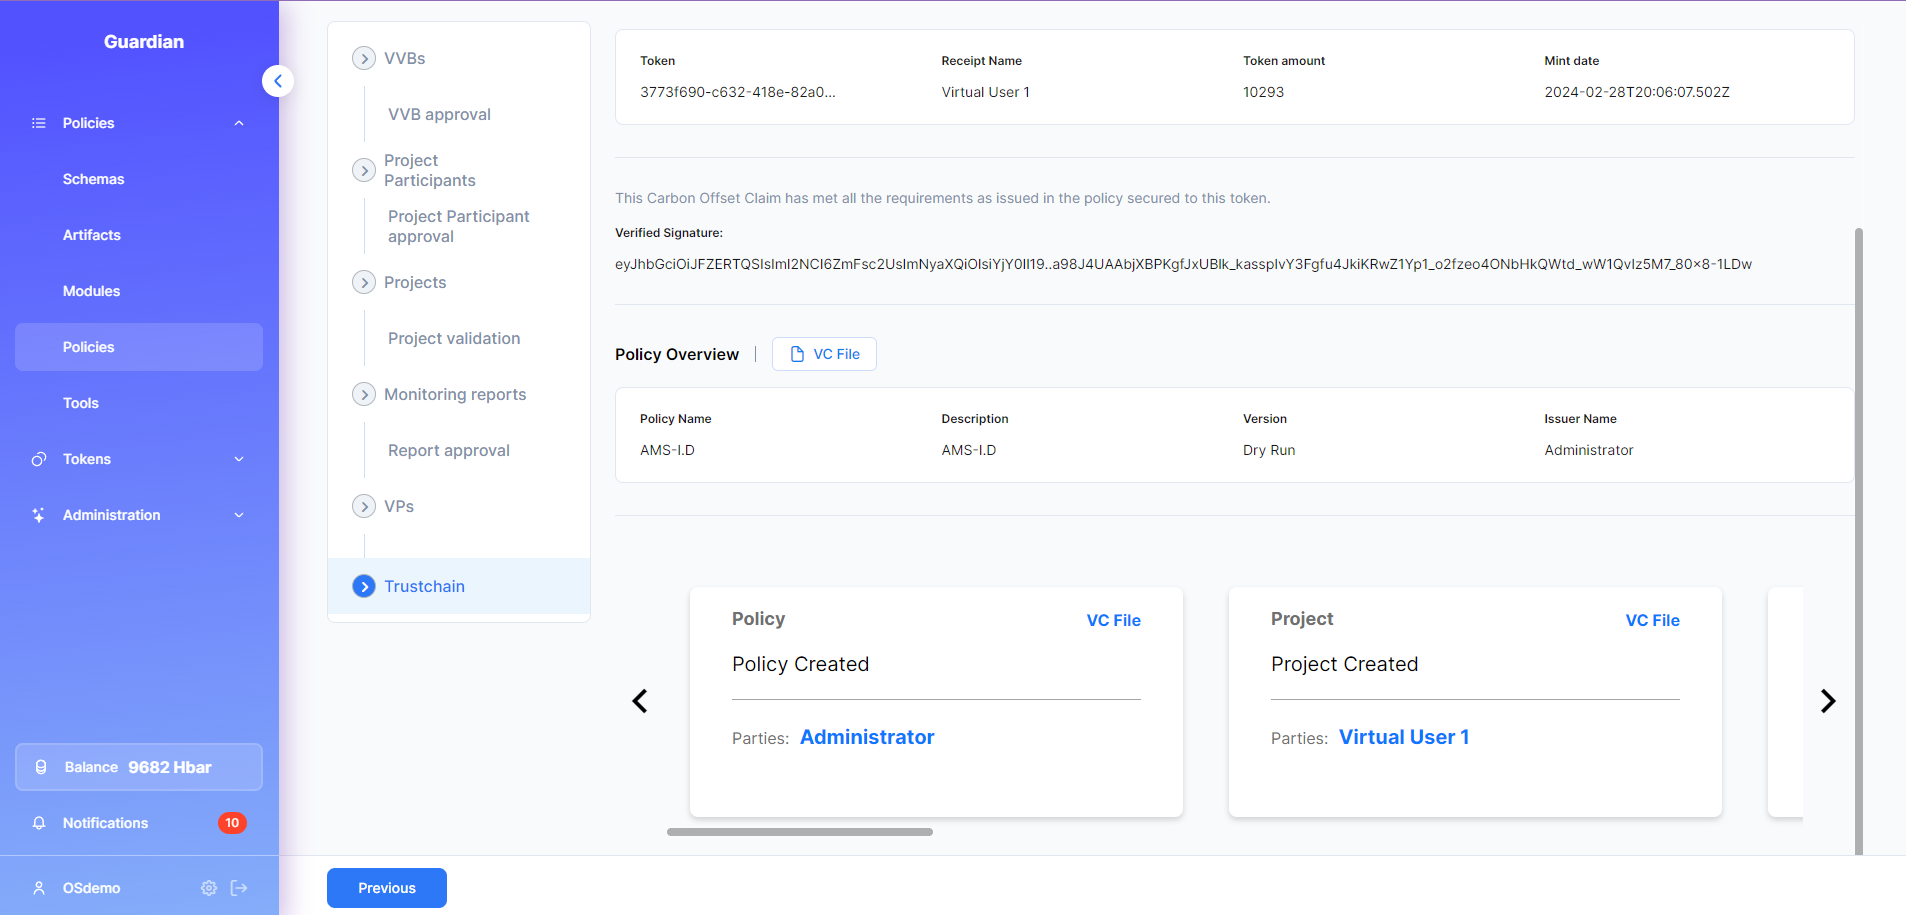 Guardian
Policies
Schemas
Artifacts
Modules
Policies
Tools
Tokens
Administration
Balance 9682 Hbar
Notifications 10
OSdemo
VVBs
VVB approval
Project
Participants
Project Participant
approval
Projects
Project validation
Monitoring reports
Report approval
VPs
Trustchain
Token Receipt Name Token amount Mint date
3773f690-c632-418e-82a0... Virtual User 1 10293 2024-02-28T20:06:07.502Z
This Carbon Offset Claim has met all the requirements as issued in the policy secured to this token.
Verified Signature:
eyJhbGciOiJFZERTQSIsImI2NCI6ZmFsc2UsImNyaXQiOlsiYjY0Il19..a98J4UAAbjXBPKgfJxUBlk_kassplvY3Fgfu4JkiKRwZ1Yp1_o2fzeo4ONbHkQWtd_wW1QvIz5M7_80x8-1LDw
Policy Overview VC File
Policy Name Description Version Issuer Name
AMS-I.D AMS-I.D Dry Run Administrator
Policy VC File
Policy Created
Parties: Administrator
Project VC File
Project Created
Parties: Virtual User 1
Previous